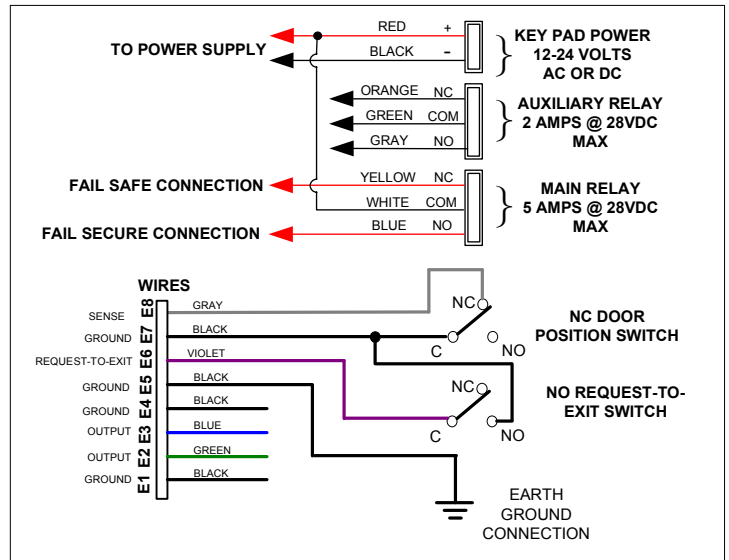 RED +
TO POWER SUPPLY
BLACK -
KEY PAD POWER
12-24 VOLTS
AC OR DC
ORANGE NC
GREEN COM
GRAY NO
AUXILIARY RELAY
2 AMPS @ 28VDC
MAX
FAIL SAFE CONNECTION
YELLOW NC
WHITE COM
FAIL SECURE CONNECTION
BLUE NO
MAIN RELAY
5 AMPS @ 28VDC
MAX
WIRES
SENSE E8 GRAY
GROUND E7 BLACK
REQUEST-TO-EXIT E6 VIOLET
GROUND E5 BLACK
GROUND E4 BLACK
OUTPUT E3 BLUE
OUTPUT E2 GREEN
GROUND E1 BLACK
NC
C
NO
NC DOOR
POSITION SWITCH
NC
C
NO
NO REQUEST-TO-
EXIT SWITCH
EARTH
GROUND
CONNECTION